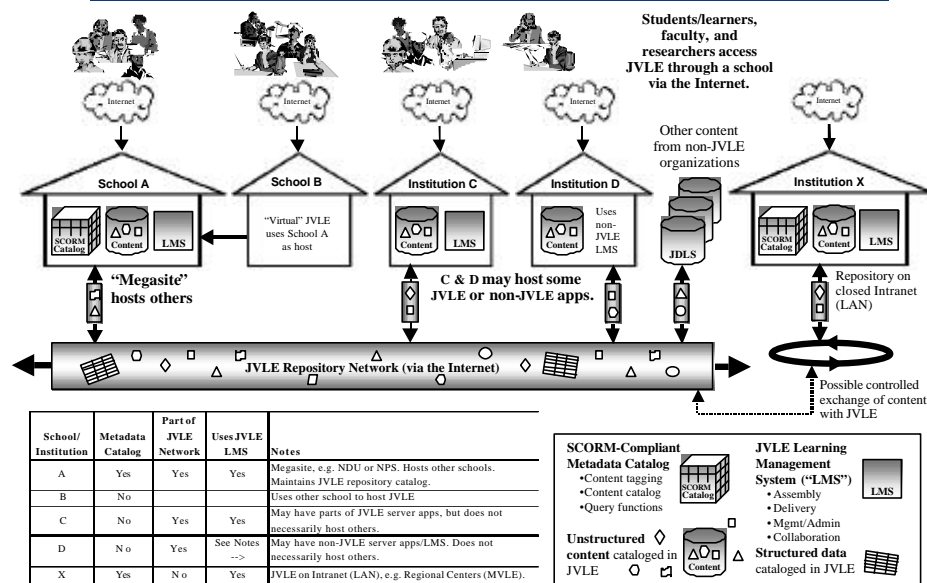 Students/learners,
faculty, and
researchers access
JVLE through a school
via the Internet.
Internet
Internet
Internet
Internet
Internet
Other content
from non-JVLE
organizations
School A
School B
Institution C
Institution D
Institution X
SCORM
Catalog
Content
LMS
"Virtual" JVLE
uses School A
as host
Content
LMS
Content
Uses
non-
JVLE
LMS
JDLS
SCORM
Catalog
Content
LMS
"Megasite"
hosts others
C & D may host some
JVLE or non-JVLE apps.
Repository on
closed Intranet
(LAN)
JVLE Repository Network (via the Internet)
Possible controlled
exchange of content
with JVLE
School/
Institution
Metadata
Catalog
Part of
JVLE
Network
Uses JVLE
LMS
Notes
A Yes Yes Yes Megasite, e.g. NDU or NPS. Hosts other schools.
Maintains JVLE repository catalog.
B No Uses other school to host JVLE
C No Yes Yes May have parts of JVLE server apps, but does not
necessarily host others.
D No Yes See Notes
-->
May have non-JVLE server apps/LMS. Does not
necessarily host others.
X Yes No Yes JVLE on Intranet (LAN), e.g. Regional Centers (MVLE).
SCORM-Compliant
Metadata Catalog
•Content tagging
•Content catalog
•Query functions
SCORM
Catalog
Unstructured
content cataloged in
JVLE
Content
JVLE Learning
Management
System ("LMS")
• Assembly
• Delivery
• Mgmt/Admin
• Collaboration
LMS
Structured data
cataloged in JVLE